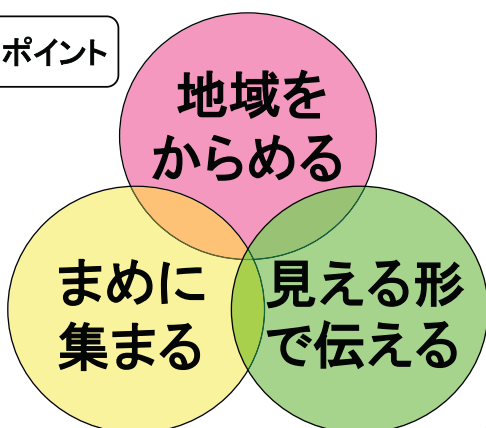 ポイント
地域を
からめる
まめに
集まる
見える形
で伝える